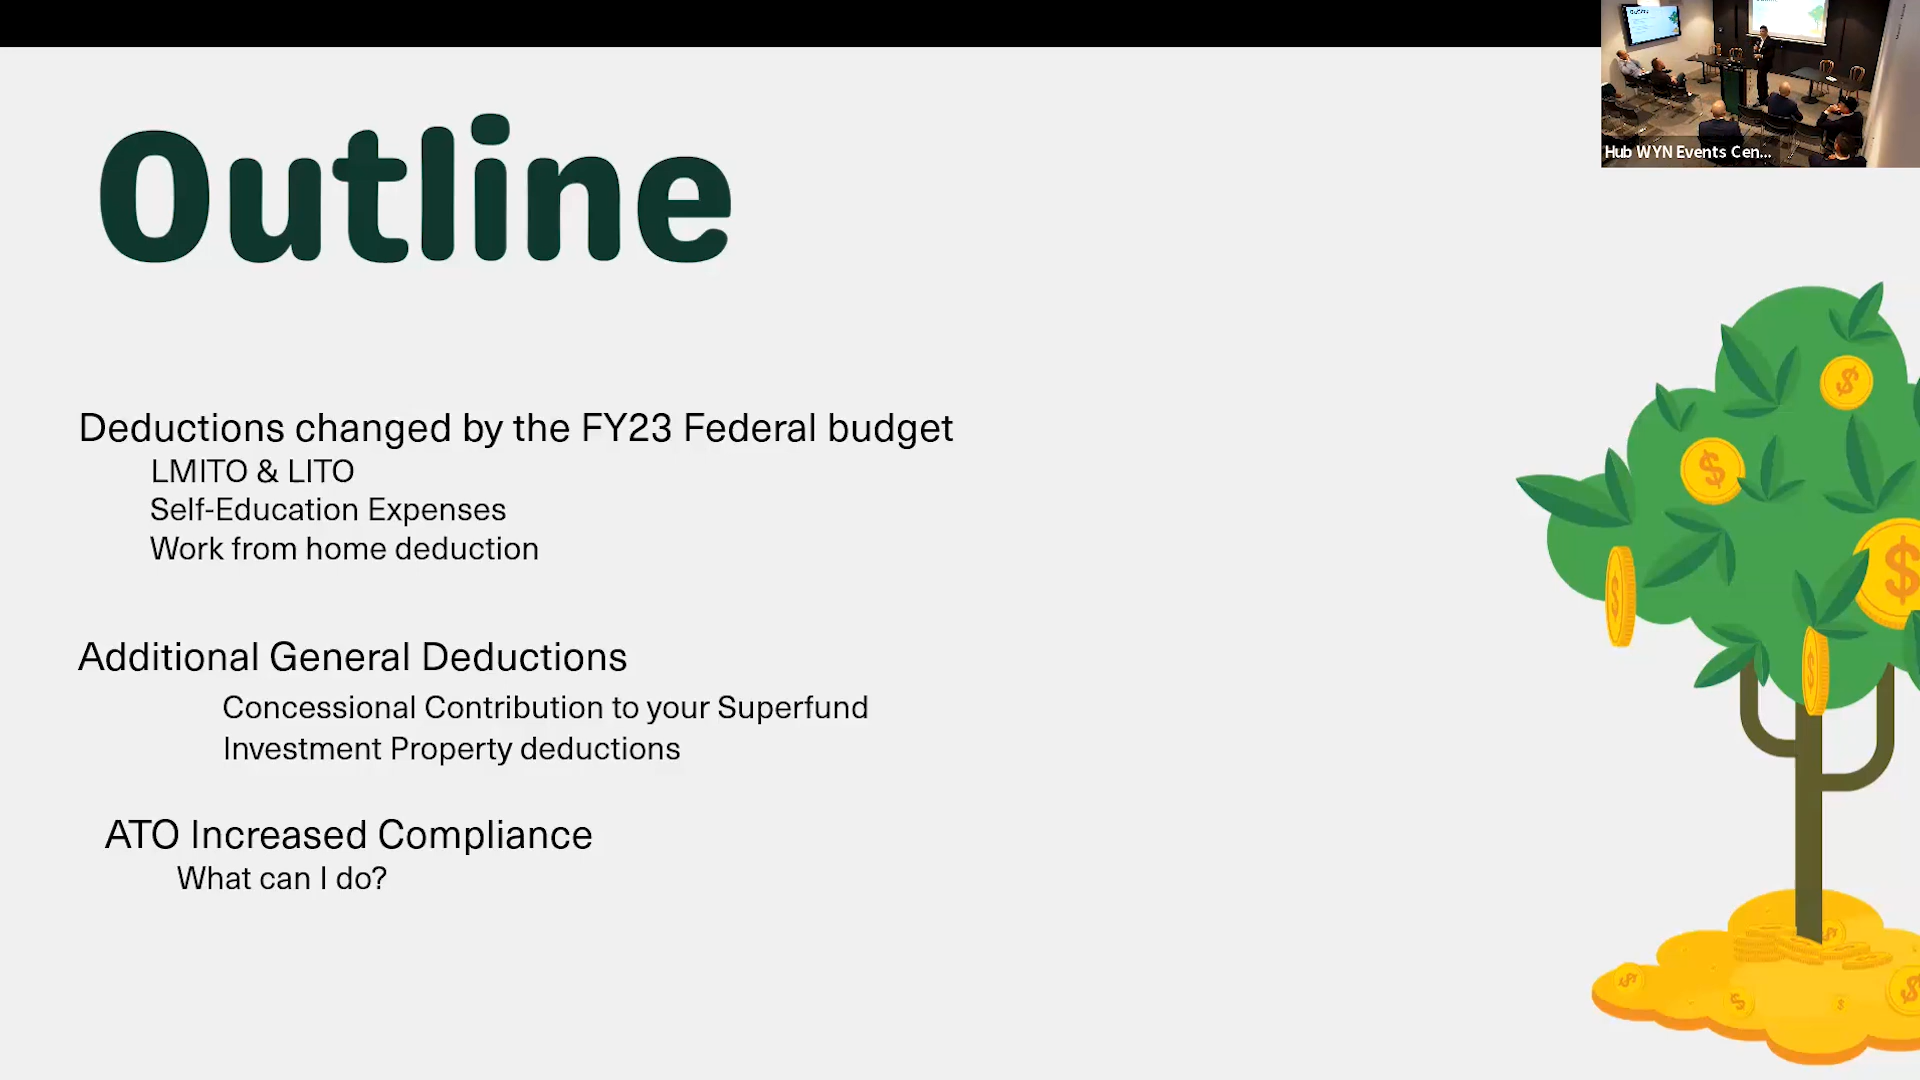 Outline
Hub WYN Events Cen...
Deductions changed by the FY23 Federal budget
LMITO & LITO
Self-Education Expenses
Work from home deduction
Additional General Deductions
Concessional Contribution to your Superfund
Investment Property deductions
ATO Increased Compliance
What can I do?